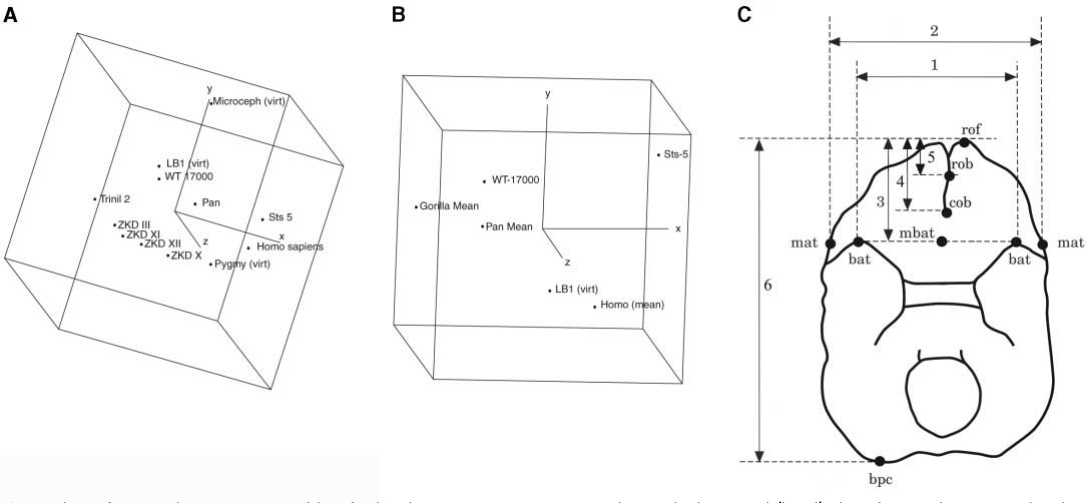 A
y
Microceph (virt)
LB1 (virt)
WT 17000
Trinil 2
Pan
ZKD III
ZKD XI
ZKD XII
ZKD X
Sts 5
x
z
Homo sapiens
Pygmy (virt)
B
y
Sts-5
WT-17000
Gorilla Mean
Pan Mean
x
z
LB1 (virt)
Homo (mean)
C
2
1
rof
5
rob
4
3
cob
mat
mbat
mat
bat
bat
6
bpc